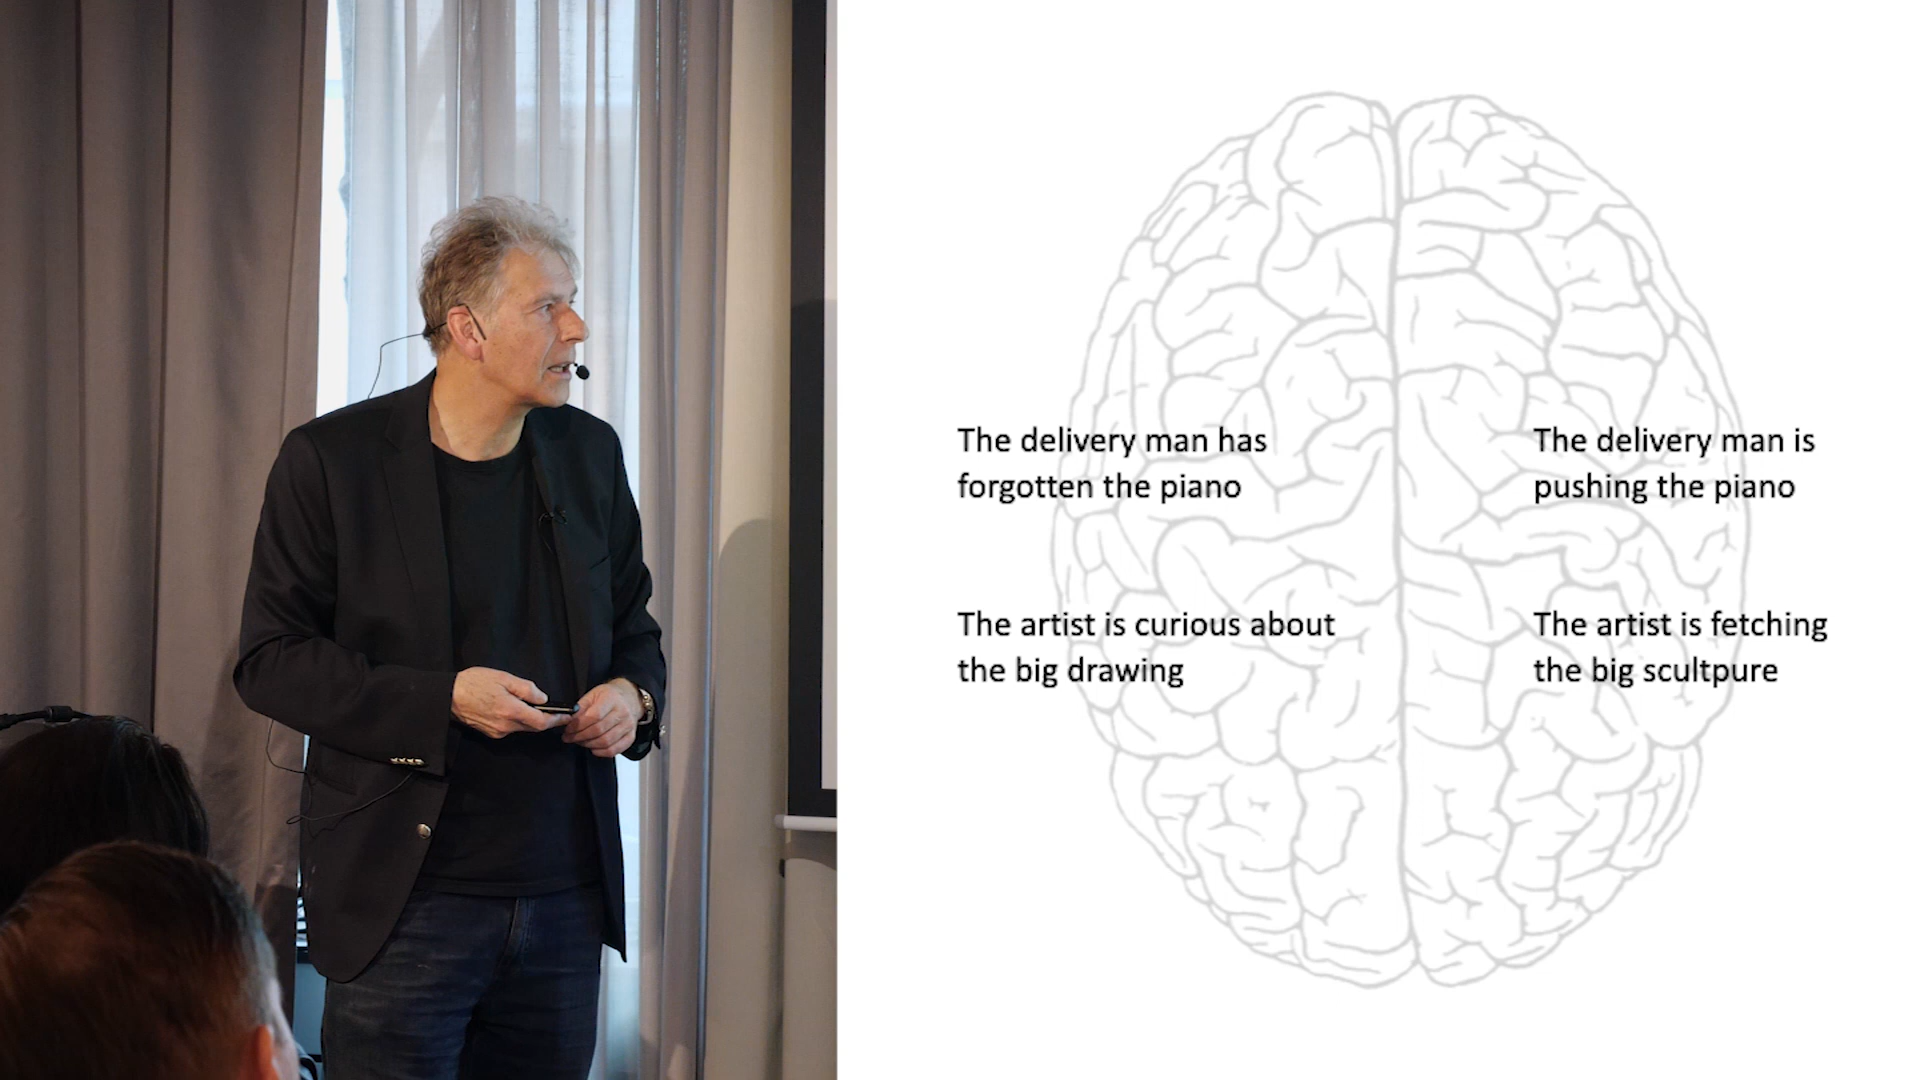 The delivery man has
forgotten the piano
The delivery man is
pushing the piano
The artist is curious about
the big drawing
The artist is fetching
the big scultpure